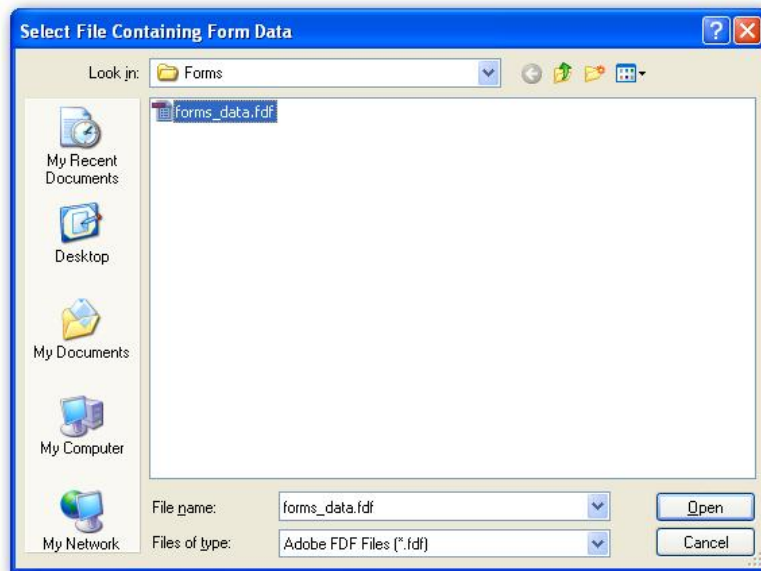 Select File Containing Form Data
Look in: Forms
forms_data.fdf
My Recent
Documents
Desktop
My Documents
My Computer
My Network
File name: forms_data.fdf Open
Files of type: Adobe FDF Files (*.fdf) Cancel